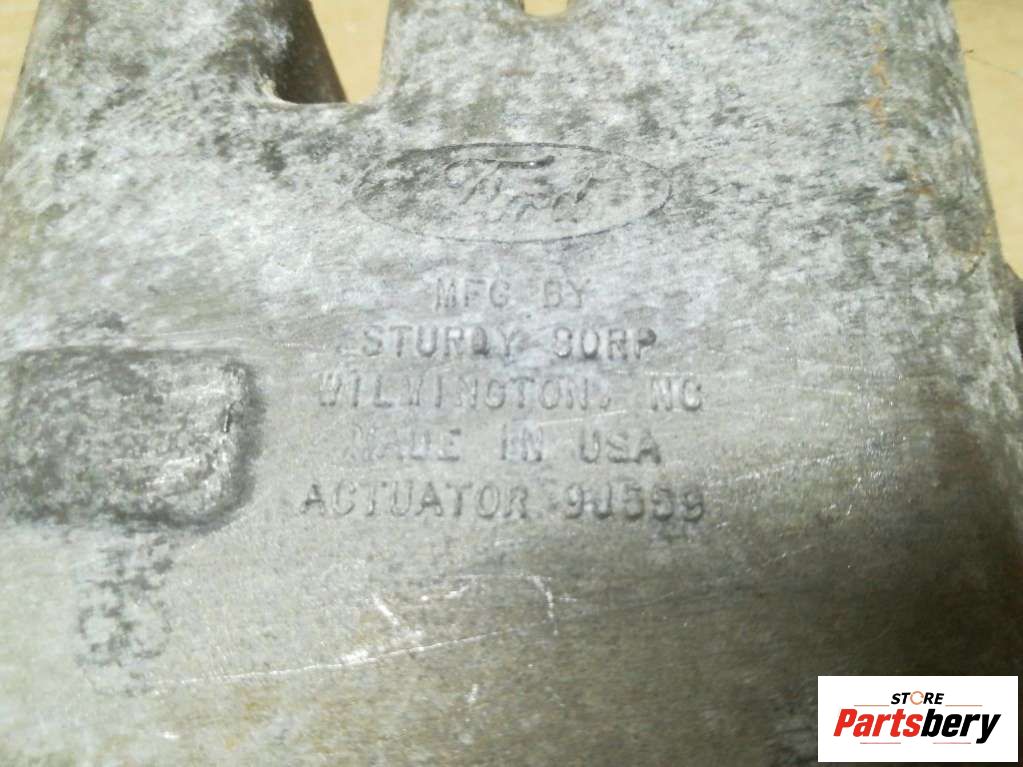 Ford
MFG BY
STURDY CORP
WILMINGTON, NC
MADE IN USA
ACTUATOR 9J559
STORE
Partsbery